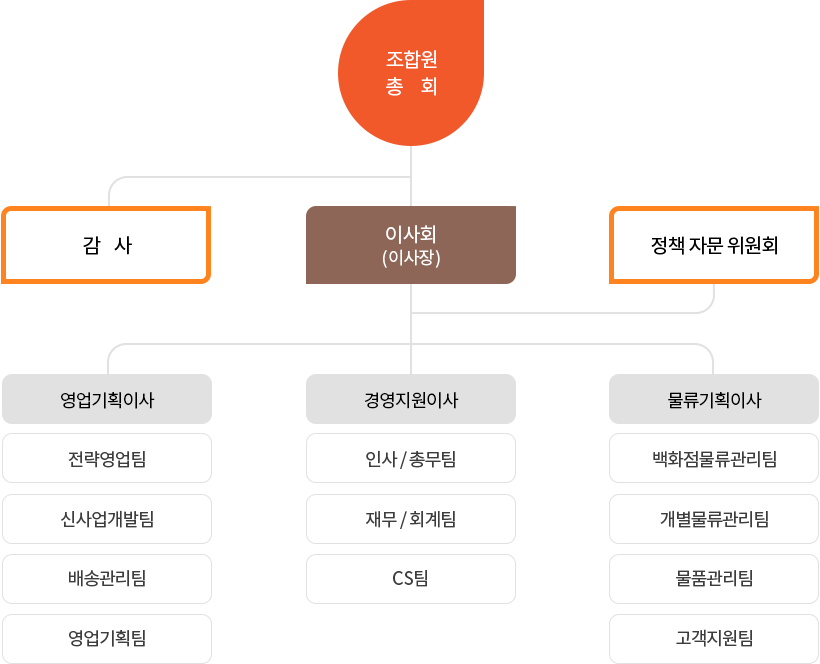 조합원
총 회
감 사
이사회
(이사장)
정책 자문 위원회
영업기획이사
경영지원이사
물류기획이사
전략영업팀
인사 / 총무팀
백화점물류관리팀
신사업개발팀
재무 / 회계팀
개별물류관리팀
배송관리팀
CS팀
물품관리팀
영업기획팀
고객지원팀